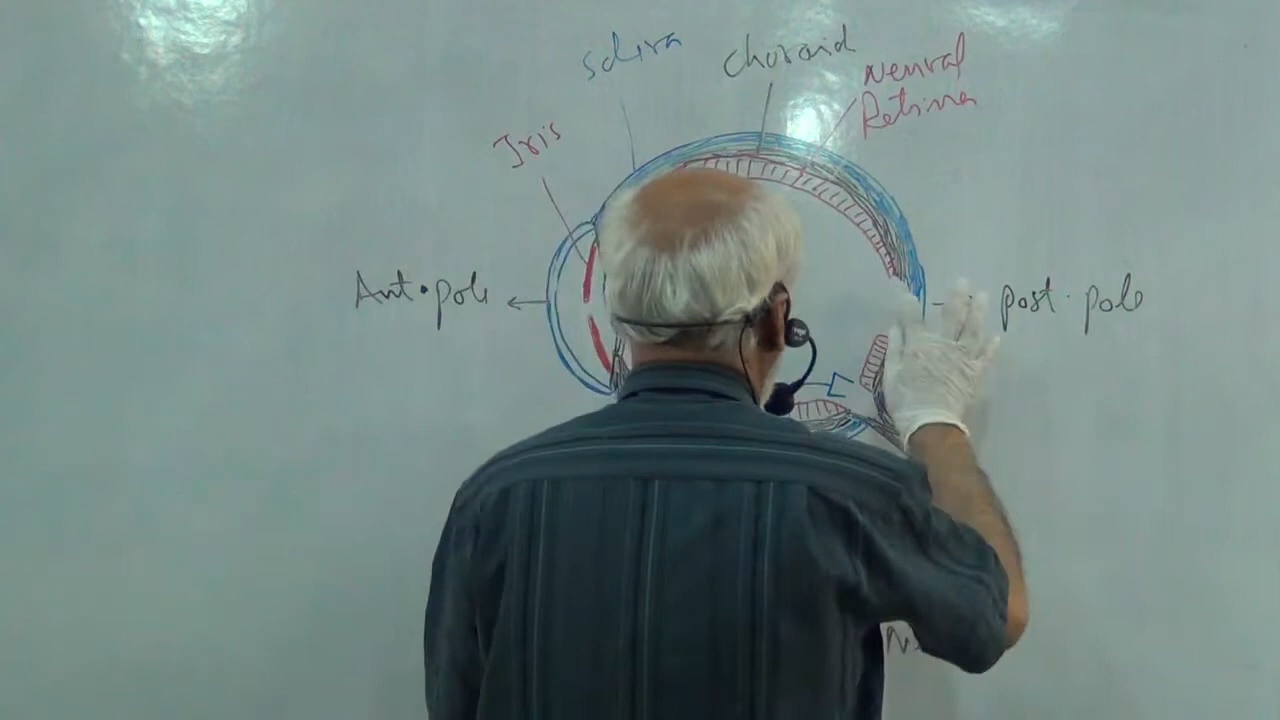 sclera
choroid
Neural
Retina
Iris
Ant. pole
post. pole